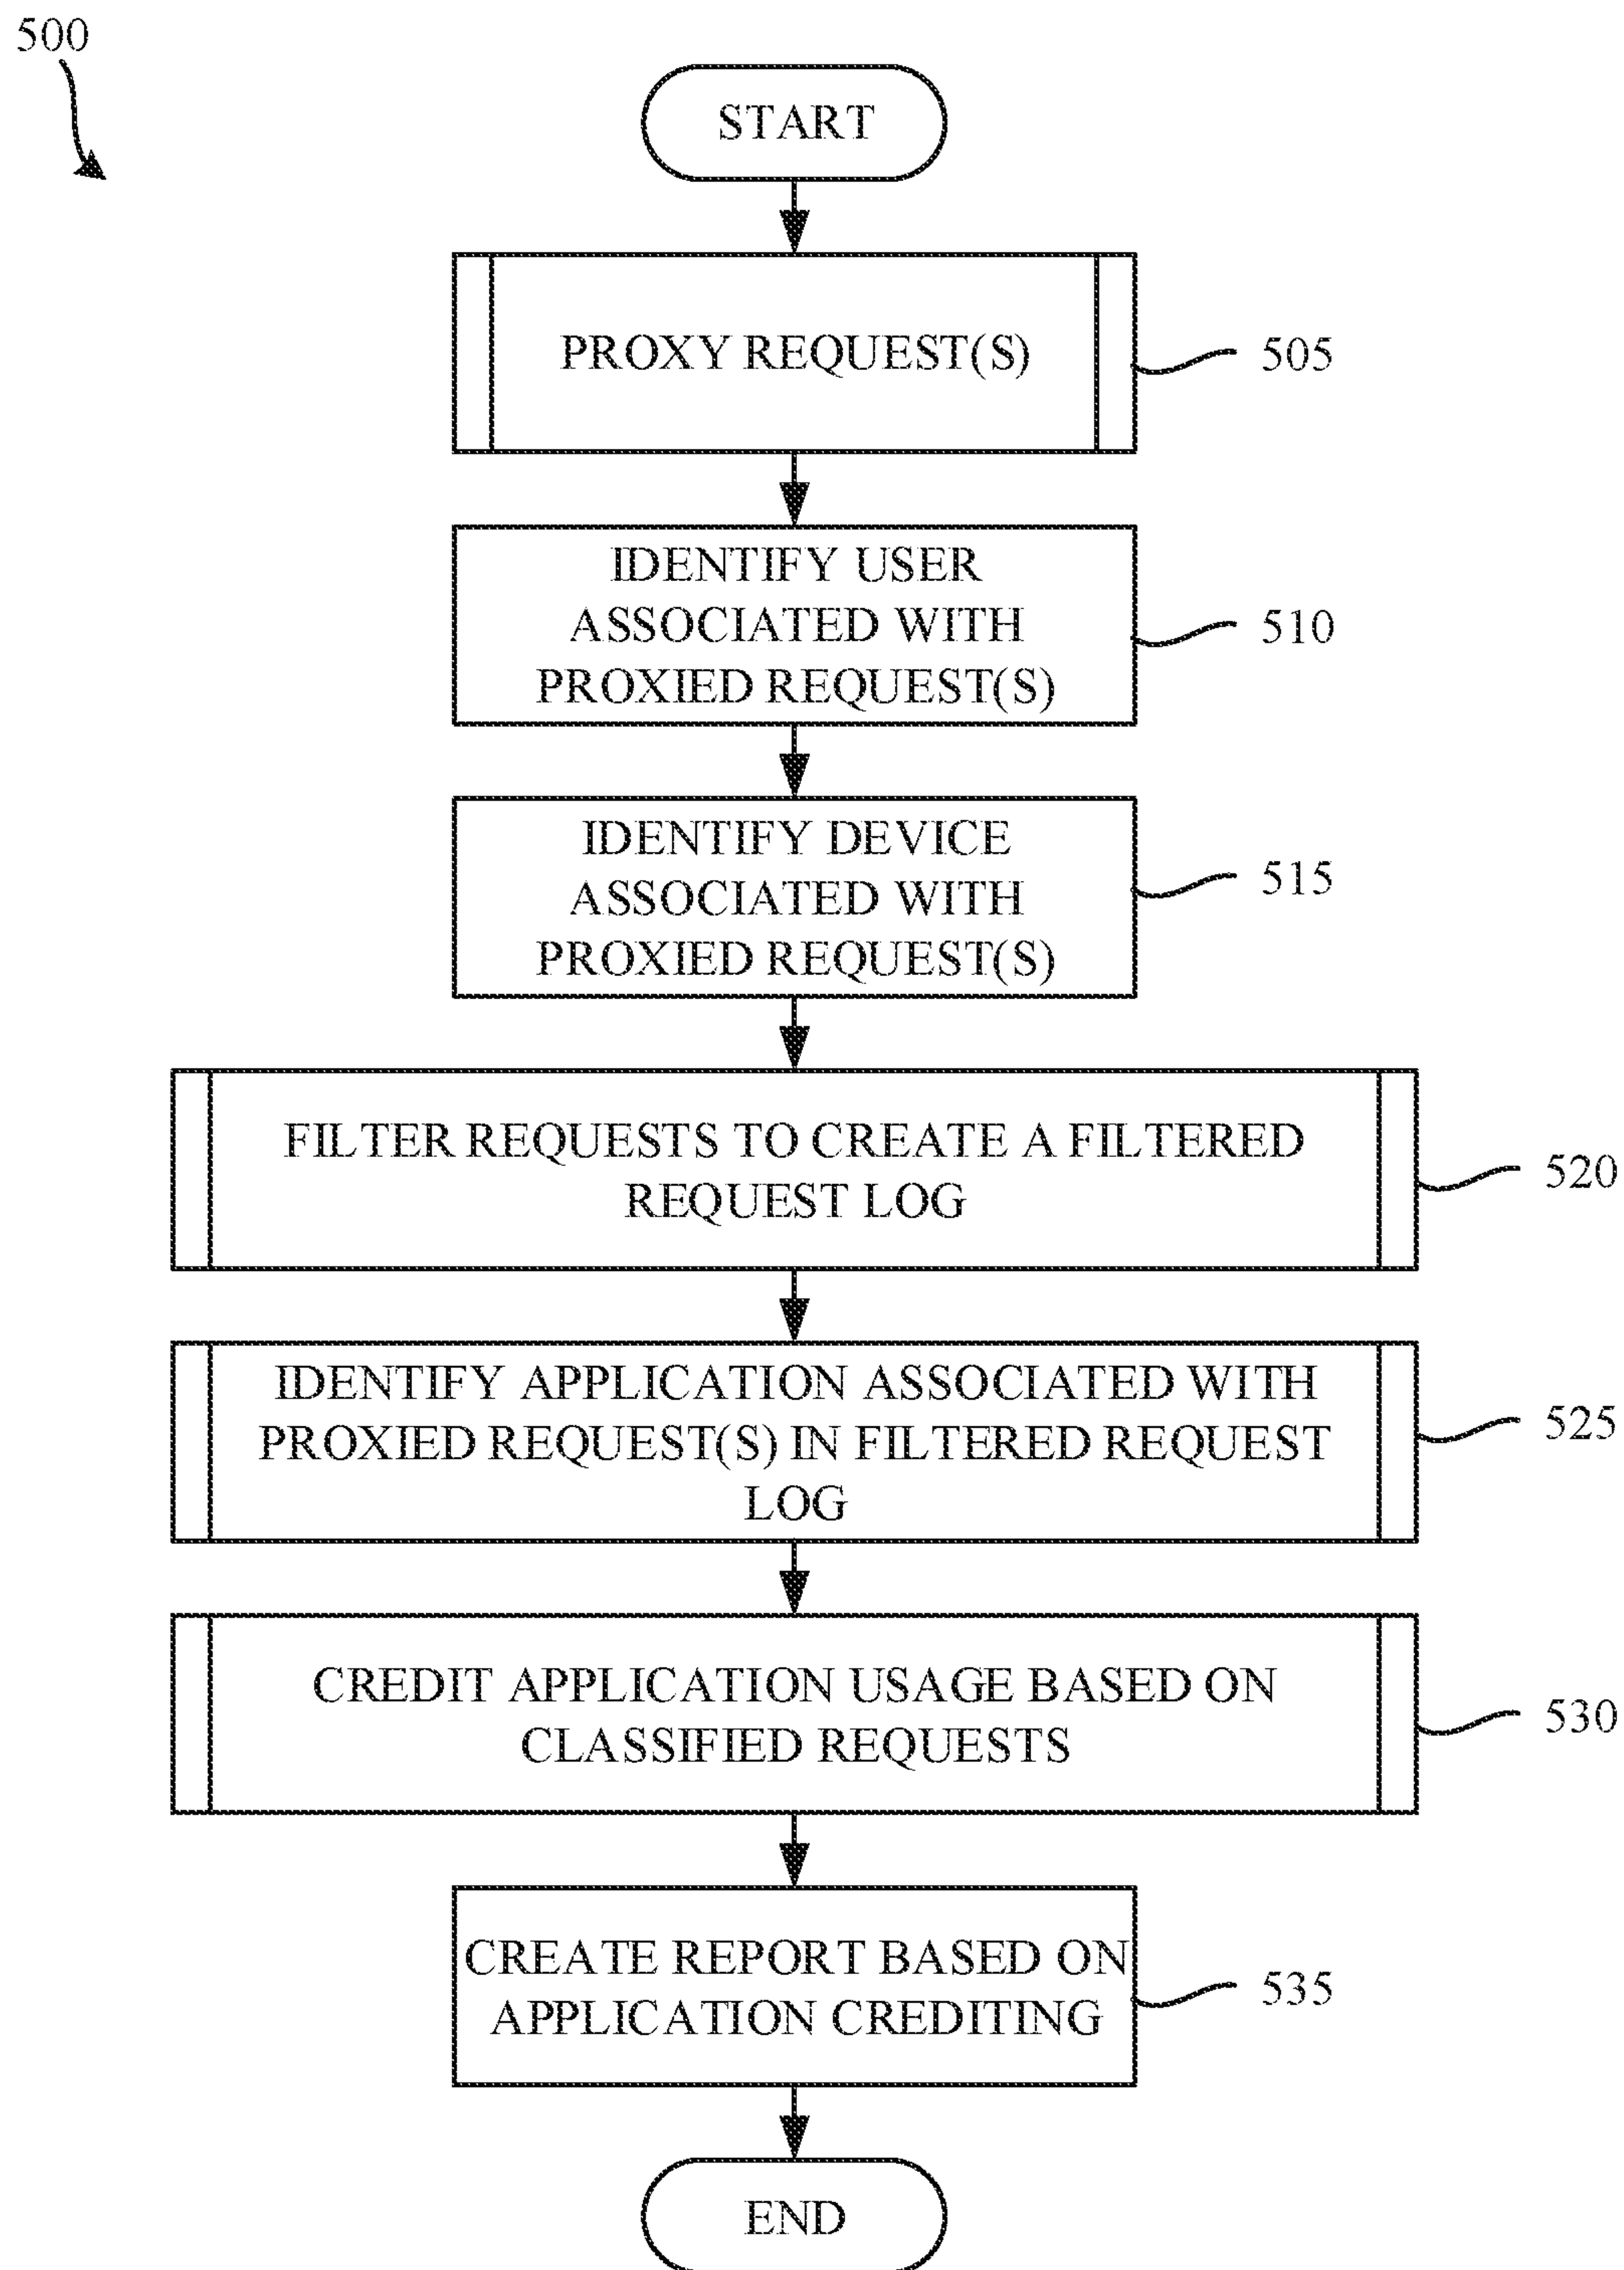 500
START
PROXY REQUEST(S)
505
IDENTIFY USER
ASSOCIATED WITH
PROXIED REQUEST(S)
510
IDENTIFY DEVICE
ASSOCIATED WITH
PROXIED REQUEST(S)
515
FILTER REQUESTS TO CREATE A FILTERED
REQUEST LOG
520
IDENTIFY APPLICATION ASSOCIATED WITH
PROXIED REQUEST(S) IN FILTERED REQUEST
LOG
525
CREDIT APPLICATION USAGE BASED ON
CLASSIFIED REQUESTS
530
CREATE REPORT BASED ON
APPLICATION CREDITING
535
END